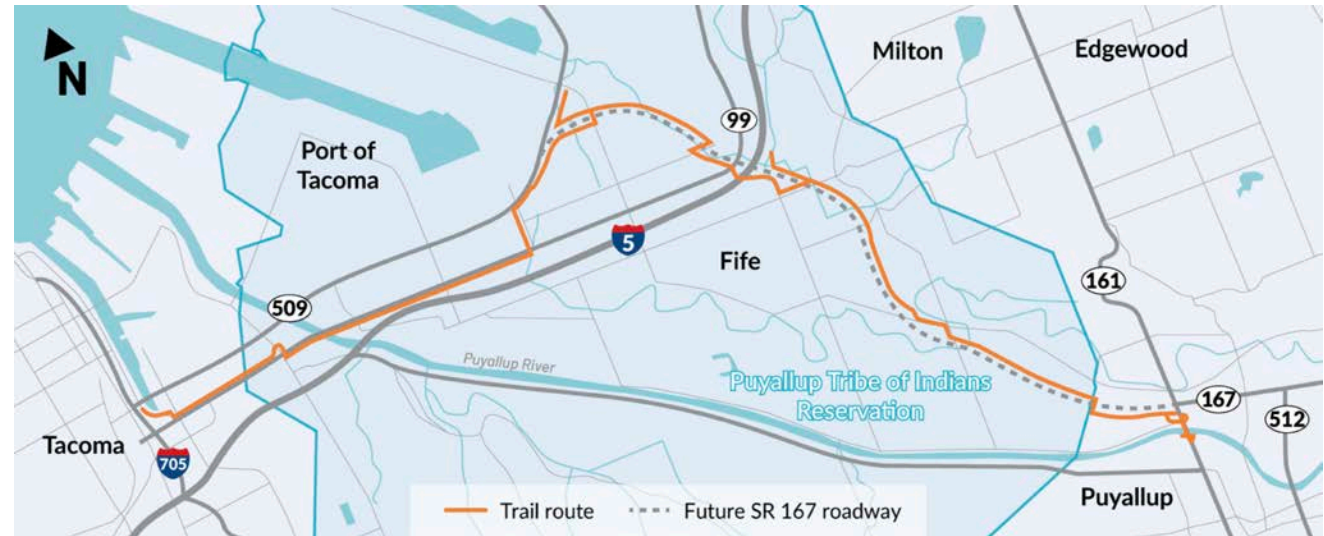 N
Milton
Edgewood
99
Port of
Tacoma
5
Fife
161
509
Puyallup River
Puyallup Tribe of Indians
Reservation
167
512
Tacoma
705
Puyallup
Trail route
Future SR 167 roadway